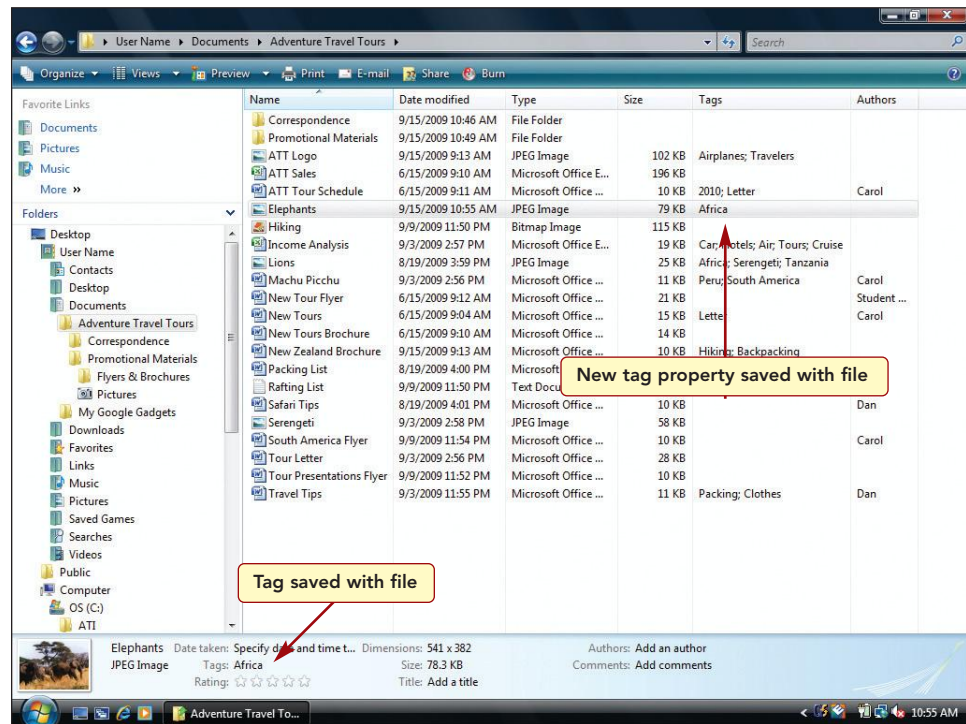 User Name ▸ Documents ▸ Adventure Travel Tours ▸
Search
Organize Views Preview Print E-mail Share Burn
Favorite Links
Documents
Pictures
Music
More »
Folders
Desktop
User Name
Contacts
Desktop
Documents
Adventure Travel Tours
Correspondence
Promotional Materials
Flyers & Brochures
Pictures
My Google Gadgets
Downloads
Favorites
Links
Music
Pictures
Saved Games
Searches
Videos
Public
Computer
OS (C:)
ATI
Name Date modified Type Size Tags Authors
Correspondence 9/15/2009 10:46 AM File Folder
Promotional Materials 9/15/2009 10:49 AM File Folder
ATT Logo 9/15/2009 9:13 AM JPEG Image 102 KB Airplanes; Travelers
ATT Sales 6/15/2009 9:10 AM Microsoft Office E... 196 KB
ATT Tour Schedule 6/15/2009 9:11 AM Microsoft Office ... 10 KB 2010; Letter Carol
Elephants 9/15/2009 10:55 AM JPEG Image 79 KB Africa
Hiking 9/9/2009 11:50 PM Bitmap Image 115 KB
Income Analysis 9/3/2009 2:57 PM Microsoft Office E... 19 KB Car; Hotels; Air; Tours; Cruise
Lions 8/19/2009 3:59 PM JPEG Image 25 KB Africa; Serengeti; Tanzania
Machu Picchu 9/3/2009 2:56 PM Microsoft Office ... 11 KB Peru; South America Carol
New Tour Flyer 6/15/2009 9:12 AM Microsoft Office ... 21 KB Student ...
New Tours 6/15/2009 9:04 AM Microsoft Office ... 15 KB Letter Carol
New Tours Brochure 6/15/2009 9:10 AM Microsoft Office ... 14 KB
New Zealand Brochure 9/15/2009 9:13 AM Microsoft Office ... 10 KB Hiking; Backpacking
Packing List 8/19/2009 4:00 PM Microsoft
Rafting List 9/9/2009 11:50 PM Text Docu
Safari Tips 8/19/2009 4:01 PM Microsoft Office ... 10 KB Dan
Serengeti 9/3/2009 2:58 PM JPEG Image 58 KB
South America Flyer 9/9/2009 11:54 PM Microsoft Office ... 10 KB Carol
Tour Letter 9/3/2009 2:56 PM Microsoft Office ... 28 KB
Tour Presentations Flyer 9/9/2009 11:52 PM Microsoft Office ... 10 KB
Travel Tips 9/3/2009 11:55 PM Microsoft Office ... 11 KB Packing; Clothes Dan
New tag property saved with file
Tag saved with file
Elephants Date taken: Specify date and time t... Dimensions: 541 x 382 Authors: Add an author
JPEG Image Tags: Africa Size: 78.3 KB Comments: Add comments
Rating: ☆☆☆☆☆ Title: Add a title
Adventure Travel To... 10:55 AM